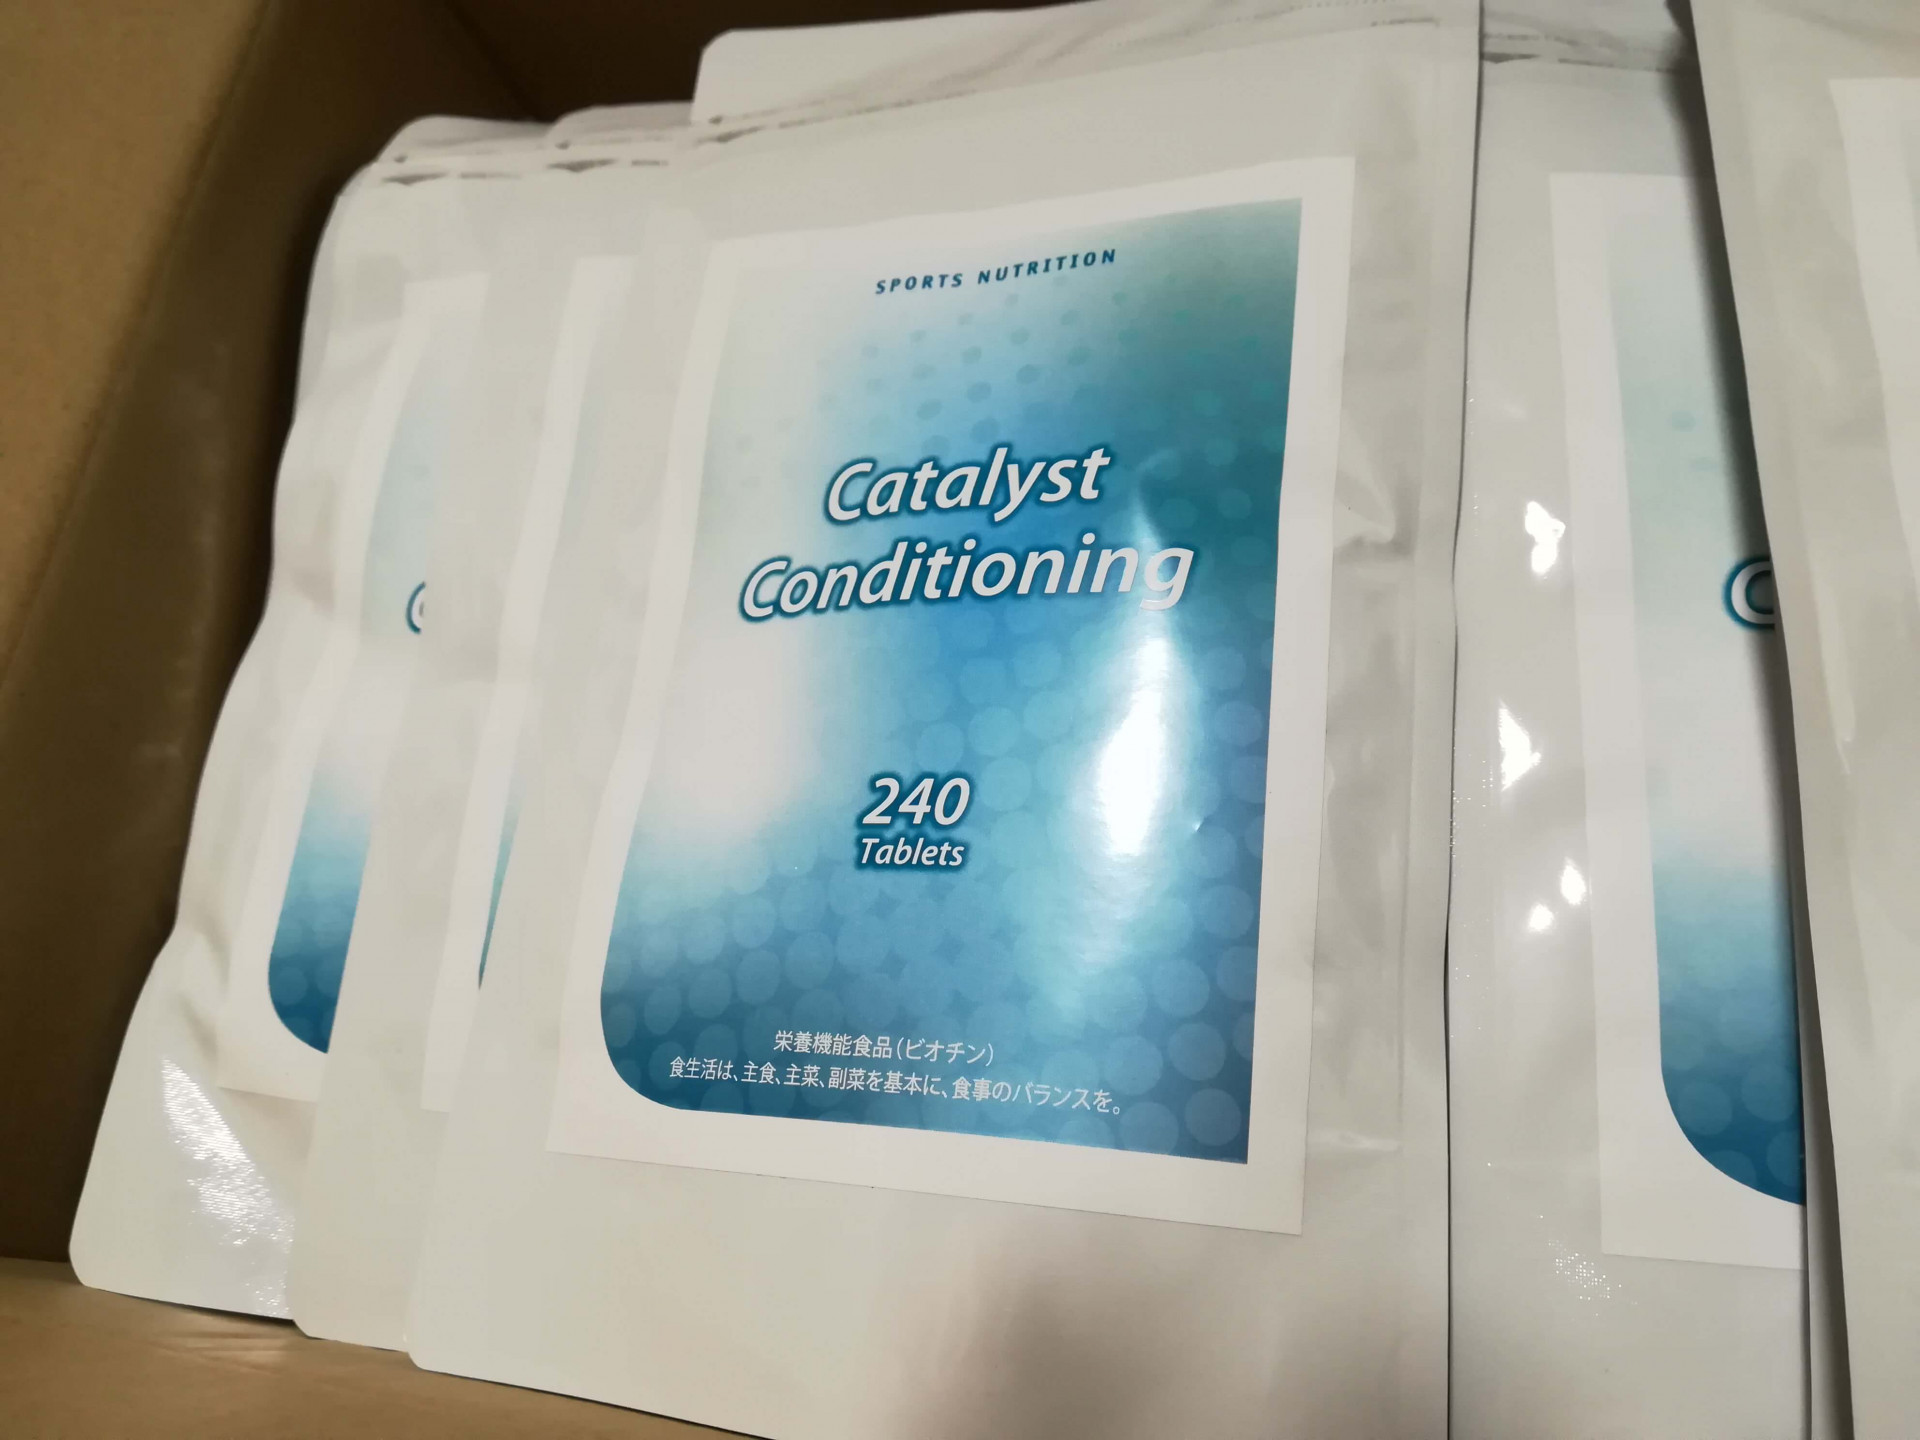 SPORTS NUTRITION
Catalyst
Conditioning
240
Tablets
栄養機能食品(ビオチン)
食生活は、主食、主菜、副菜を基本に、食事のバランスを。
C